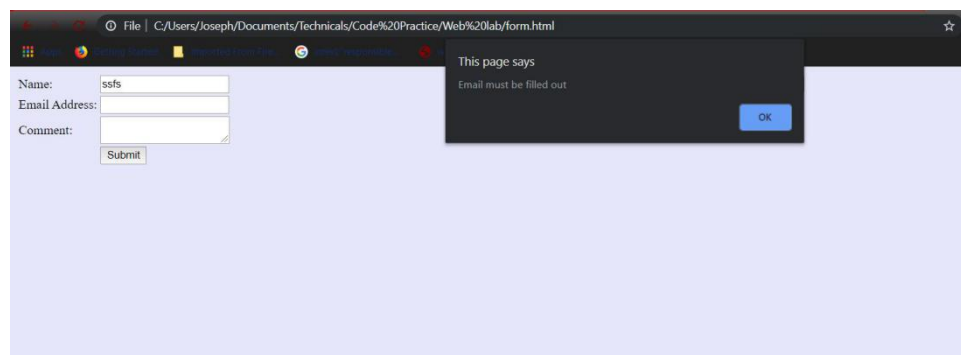 File | C:/Users/Joseph/Documents/Technicals/Code%20Practice/Web%20lab/form.html
This page says
Email must be filled out
OK
Name: ssfs
Email Address:
Comment:
Submit